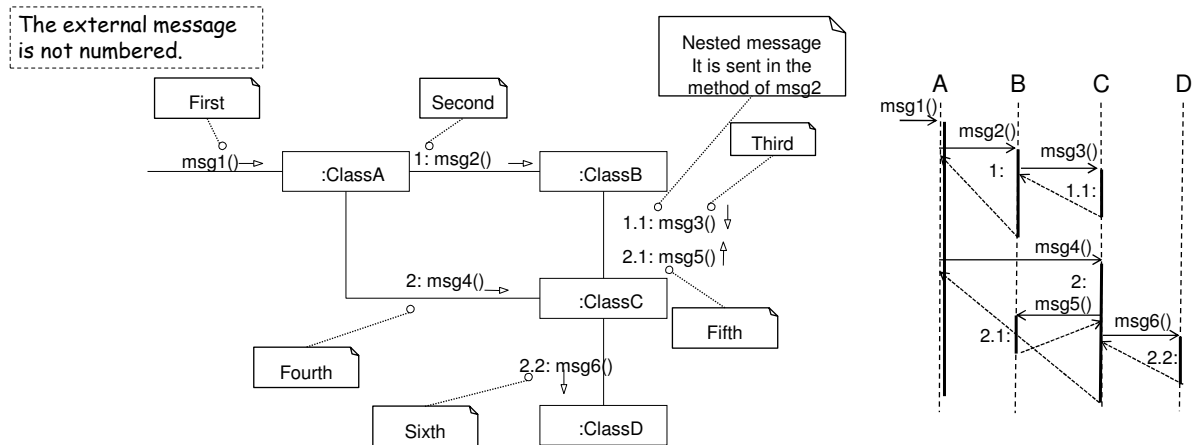 The external message
is not numbered.
First
Second
Nested message
It is sent in the
method of msg2
Third
msg1()
:ClassA
1: msg2()
:ClassB
1.1: msg3()
2.1: msg5()
2: msg4()
:ClassC
Fifth
Fourth
2.2: msg6()
Sixth
:ClassD
A B C D
msg1()
msg2()
msg3()
1:
1.1:
msg4()
2:
msg5()
msg6()
2.1:
2.2: